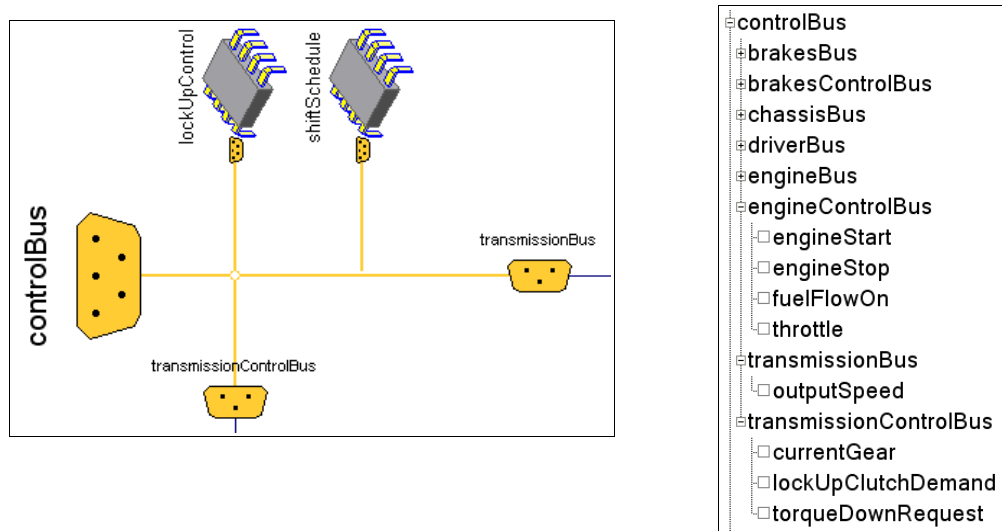 lockUpControl
shiftSchedule
controlBus
transmissionBus
transmissionControlBus
controlBus
brakesBus
brakesControlBus
chassisBus
driverBus
engineBus
engineControlBus
engineStart
engineStop
fuelFlowOn
throttle
transmissionBus
outputSpeed
transmissionControlBus
currentGear
lockUpClutchDemand
torqueDownRequest